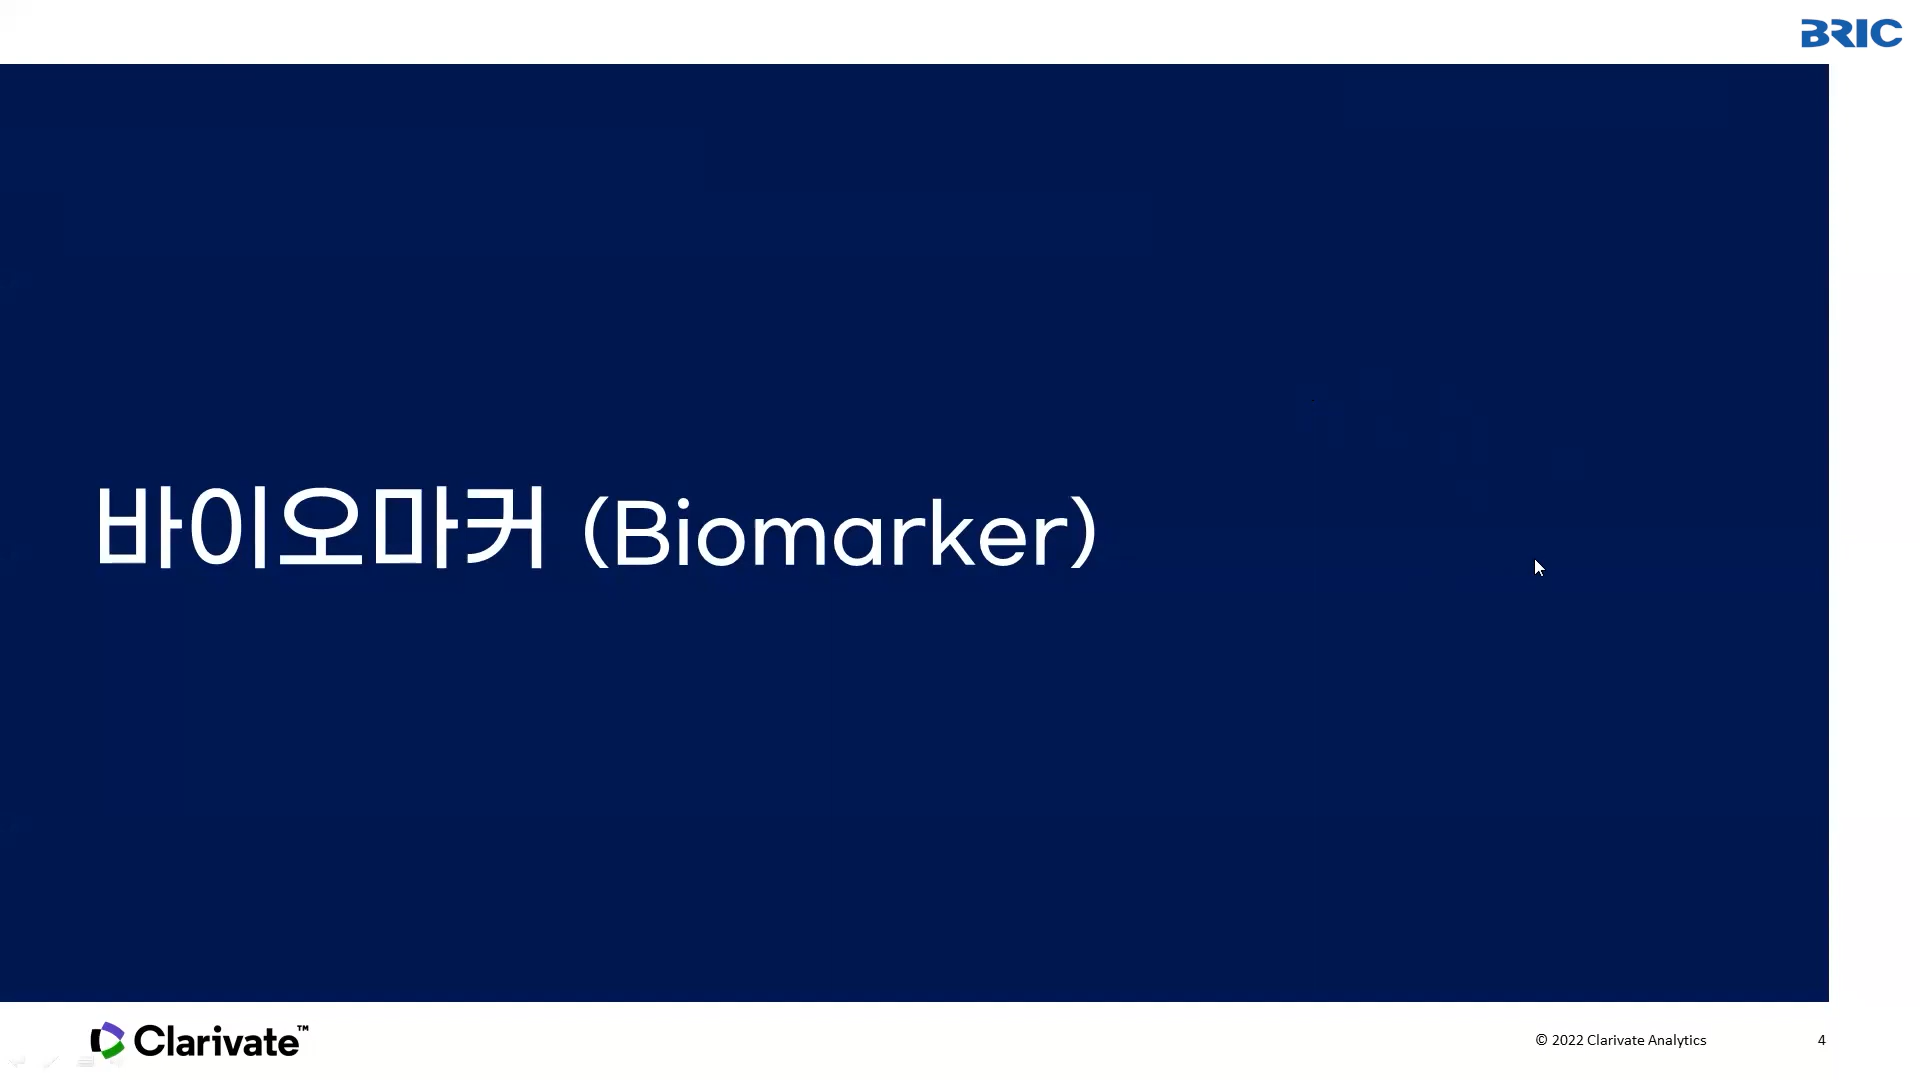 BRIC
바이오마커 (Biomarker)
Clarivate™
© 2022 Clarivate Analytics
4